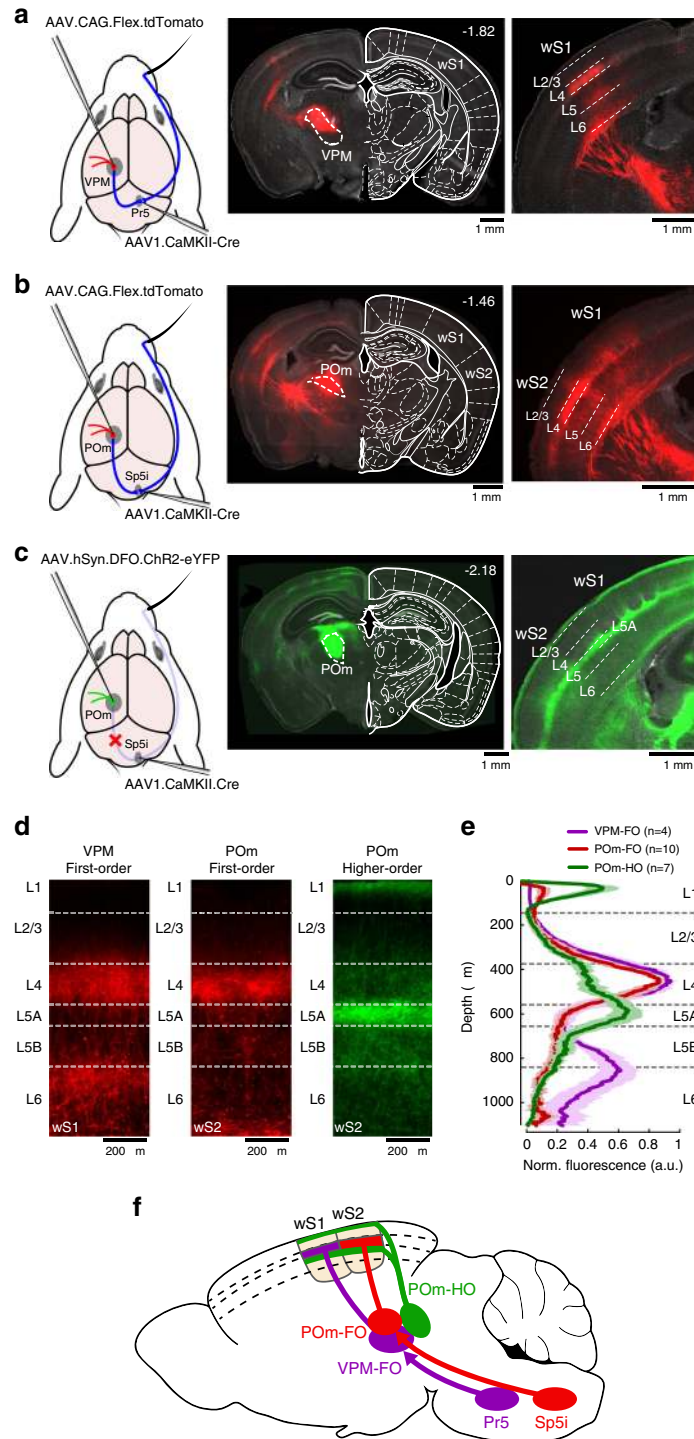 a
AAV.CAG.Flex.tdTomato
VPM
Pr5
AAV1.CaMKII-Cre
-1.82
wS1
VPM
1 mm
wS1
L2/3
L4
L5
L6
1 mm
b
AAV.CAG.Flex.tdTomato
POm
Sp5i
AAV1.CaMKII-Cre
-1.46
wS1
wS2
POm
1 mm
wS1
wS2
L2/3
L4
L5
L6
1 mm
c
AAV.hSyn.DFO.ChR2-eYFP
POm
Sp5i
AAV1.CaMKII.Cre
-2.18
POm
1 mm
wS1
wS2
L5A
L2/3
L4
L5
L6
1 mm
d
VPM
First-order
POm
First-order
POm
Higher-order
L1
L2/3
L4
L5A
L5B
L6
wS1
200 m
L1
L2/3
L4
L5A
L5B
L6
wS2
200 m
L1
L2/3
L4
L5A
L5B
L6
wS2
200 m
e
VPM-FO (n=4)
POm-FO (n=10)
POm-HO (n=7)
0
200
400
600
800
1000
Depth( m)
L1
L2/3
L4
L5A
L5B
L6
0 0.2 0.4 0.6 0.8 1
Norm. fluorescence (a.u.)
f
wS1
wS2
POm-HO
POm-FO
VPM-FO
Pr5
Sp5i